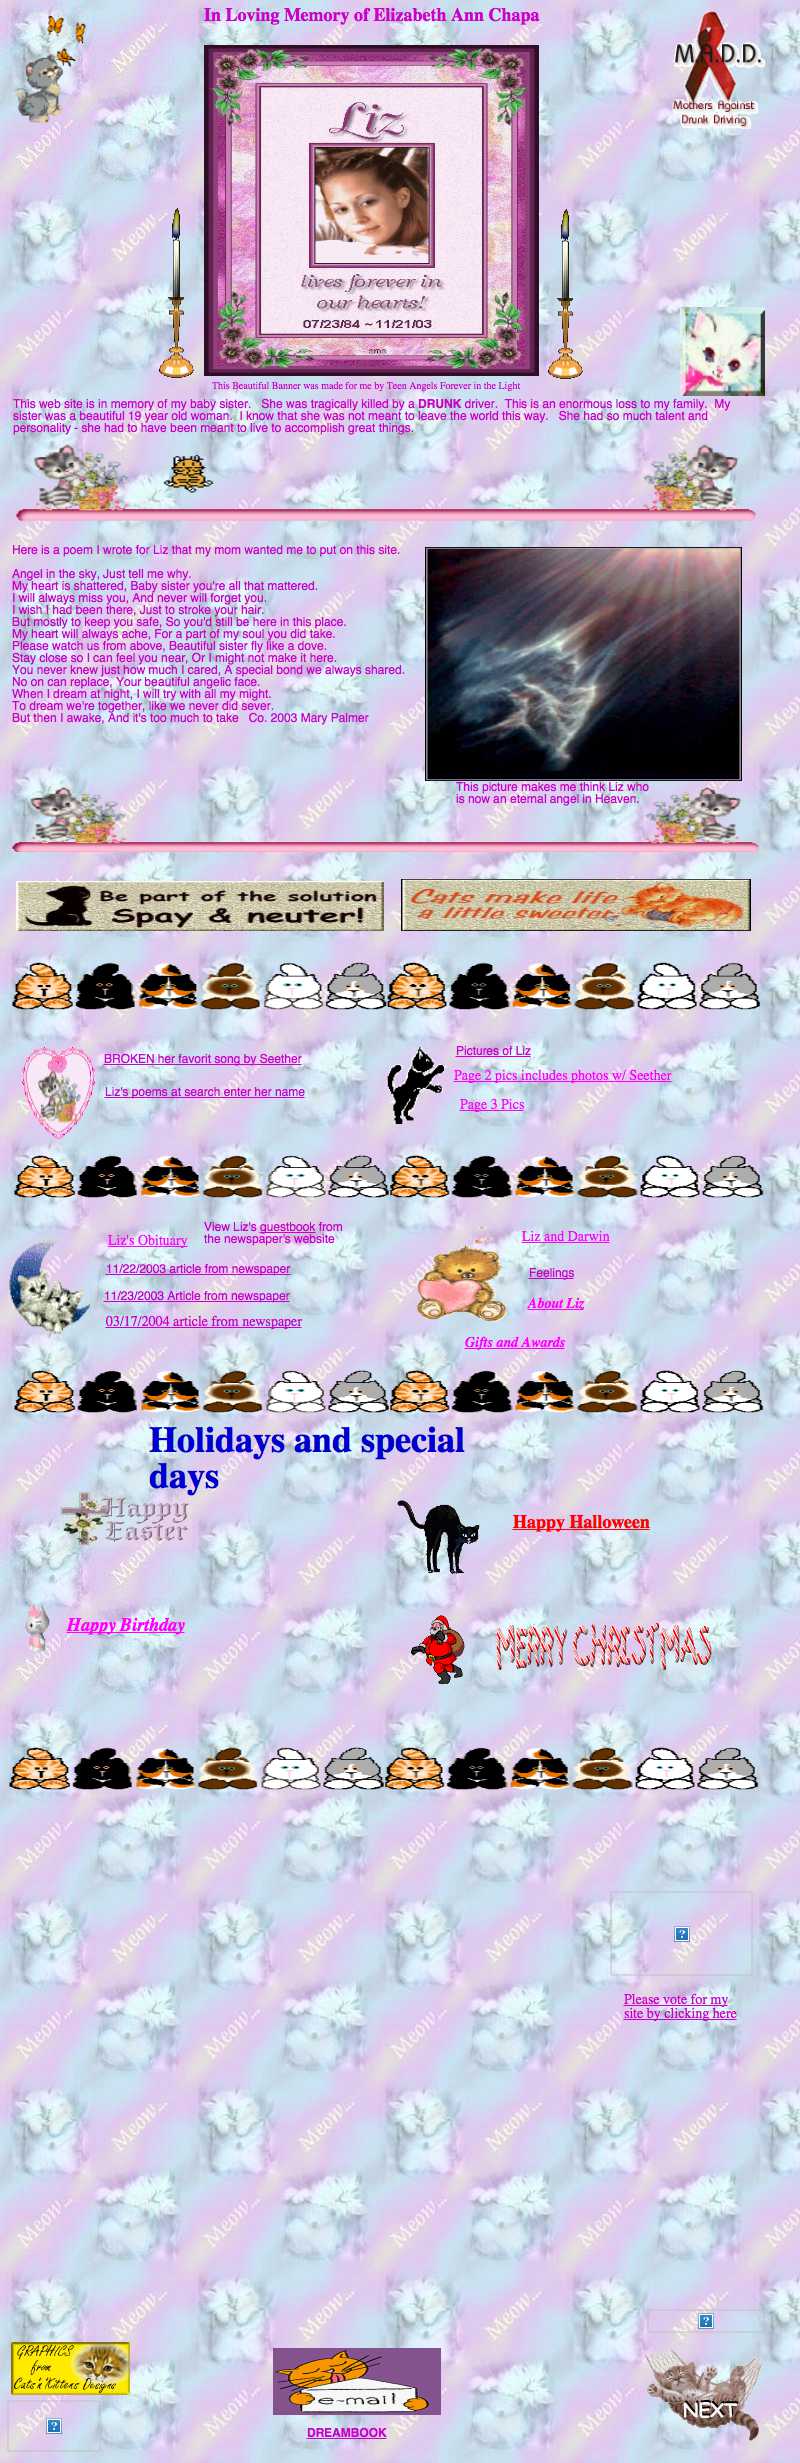 In Loving Memory of Elizabeth Ann Chapa
M.A.D.D.
Mothers Against
Drunk Driving
Liz
lives forever in
our hearts!
07/23/84 ~ 11/21/03
This Beautiful Banner was made for me by Teen Angels Forever in the Light
This web site is in memory of my baby sister. She was tragically killed by a DRUNK driver. This is an enormous loss to my family. My
sister was a beautiful 19 year old woman. I know that she was not meant to leave the world this way. She had so much talent and
personality - she had to have been meant to live to accomplish great things.
Here is a poem I wrote for Liz that my mom wanted me to put on this site.
Angel in the sky, Just tell me why.
My heart is shattered, Baby sister you're all that mattered.
I will always miss you, And never will forget you.
I wish I had been there, Just to stroke your hair.
But mostly to keep you safe, So you'd still be here in this place.
My heart will always ache, For a part of my soul you did take.
Please watch us from above, Beautiful sister fly like a dove.
Stay close so I can feel you near, Or I might not make it here.
You never knew just how much I cared, A special bond we always shared.
No on can replace, Your beautiful angelic face.
When I dream at night, I will try with all my might.
To dream we're together, like we never did sever.
But then I awake, And it's too much to take Co. 2003 Mary Palmer
This picture makes me think Liz who
is now an eternal angel in Heaven.
Be part of the solution
Spay & neuter!
Cats make life
a little sweeter.
BROKEN her favorit song by Seether
Liz's poems at search enter her name
Pictures of Liz
Page 2 pics includes photos w/ Seether
Page 3 Pics
Liz's Obituary
View Liz's guestbook from
the newspaper's website
11/22/2003 article from newspaper
11/23/2003 Article from newspaper
03/17/2004 article from newspaper
Liz and Darwin
Feelings
About Liz
Gifts and Awards
Holidays and special
days
Happy
Easter
Happy Halloween
Happy Birthday
MERRY CHRISTMAS
Please vote for my
site by clicking here
GRAPHICS
from
Cats'n'Kittens Designs
e-mail
NEXT
DREAMBOOK